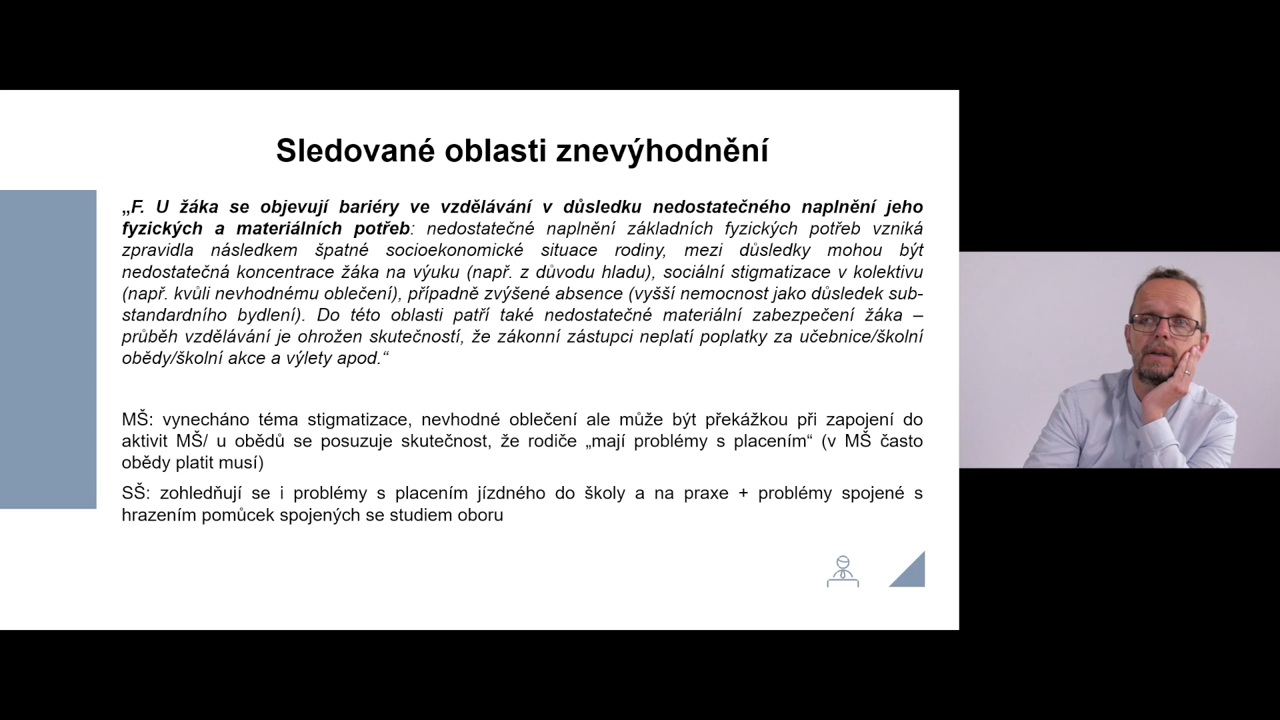 Sledované oblasti znevýhodnění
„F. U žáka se objevují bariéry ve vzdělávání v důsledku nedostatečného naplnění jeho
fyzických a materiálních potřeb: nedostatečné naplnění základních fyzických potřeb vzniká
zpravidla následkem špatné socioekonomické situace rodiny, mezi důsledky mohou být
nedostatečná koncentrace žáka na výuku (např. z důvodu hladu), sociální stigmatizace v kolektivu
(např. kvůli nevhodnému oblečení), případně zvýšené absence (vyšší nemocnost jako důsledek sub-
standardního bydlení). Do této oblasti patří také nedostatečné materiální zabezpečení žáka –
průběh vzdělávání je ohrožen skutečností, že zákonní zástupci neplatí poplatky za učebnice/školní
obědy/školní akce a výlety apod.“
MŠ: vynecháno téma stigmatizace, nevhodné oblečení ale může být překážkou při zapojení do
aktivit MŠ/ u obědů se posuzuje skutečnost, že rodiče „mají problémy s placením“ (v MŠ často
obědy platit musí)
SŠ: zohledňují se i problémy s placením jízdného do školy a na praxe + problémy spojené s
hrazením pomůcek spojených se studiem oboru